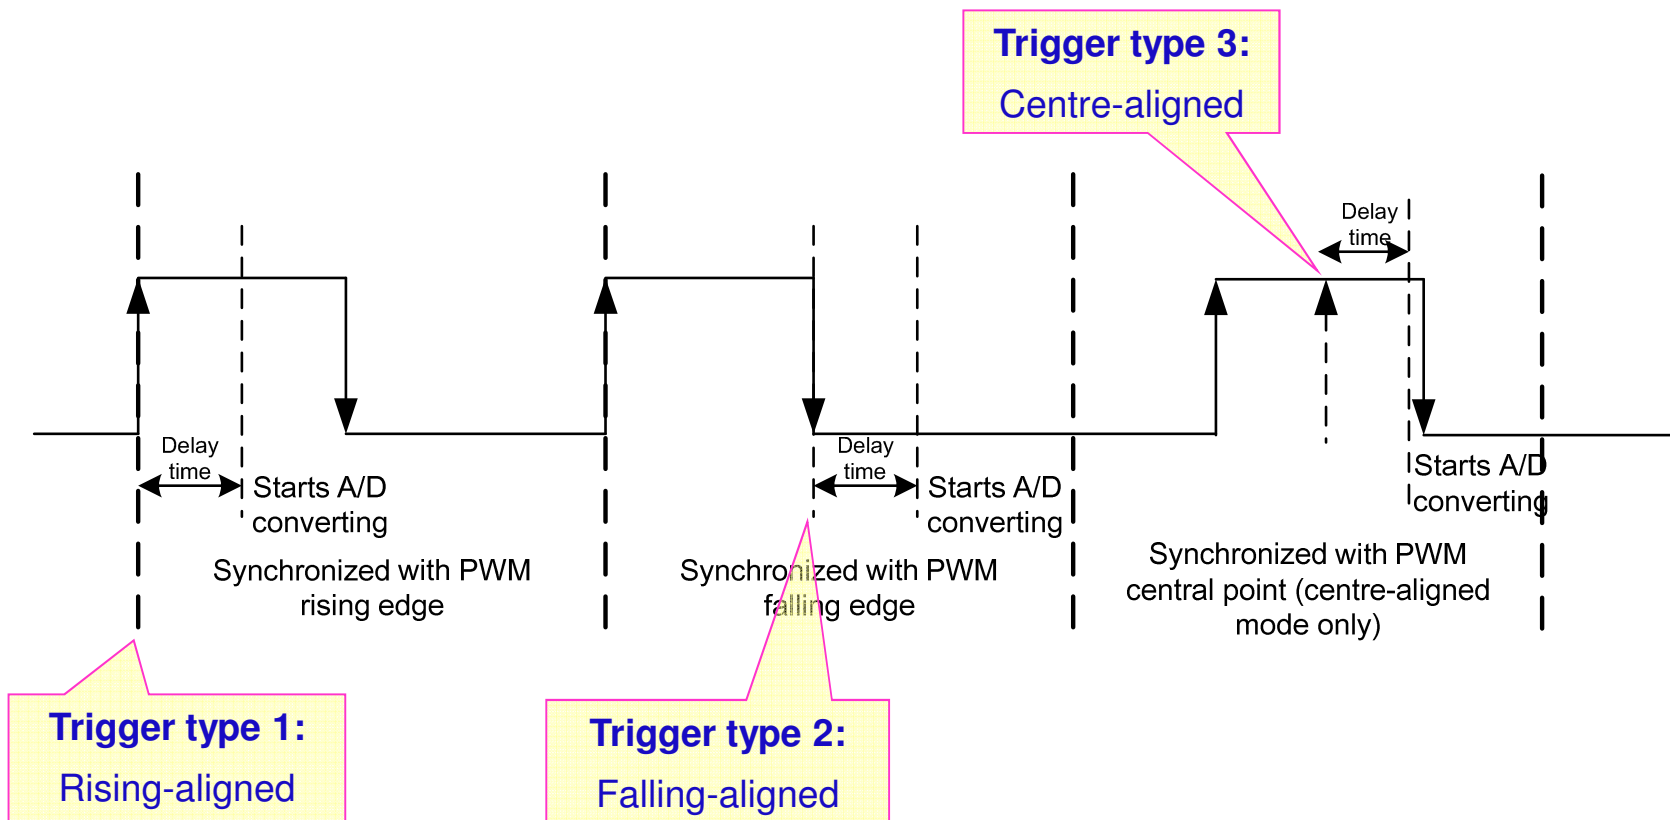 Trigger type 3:
Centre-aligned
Delay
time
Delay
time
Starts A/D
converting
Synchronized with PWM
rising edge
Delay
time
Starts A/D
converting
Synchronized with PWM
falling edge
Starts A/D
converting
Synchronized with PWM
central point (centre-aligned
mode only)
Trigger type 1:
Rising-aligned
Trigger type 2:
Falling-aligned